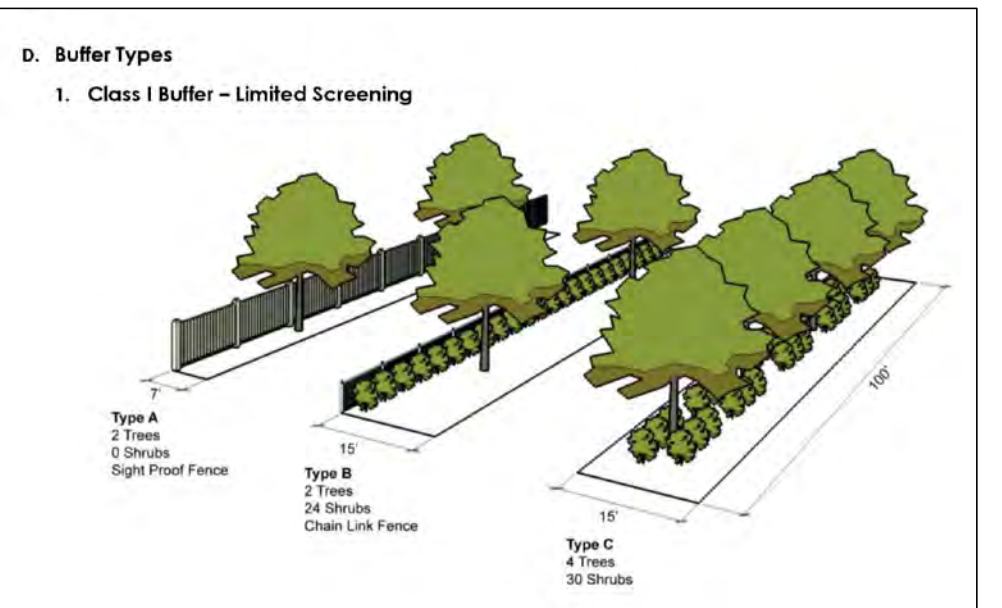 D. Buffer Types
1. Class I Buffer – Limited Screening
7'
Type A
2 Trees
0 Shrubs
Sight Proof Fence
15'
Type B
2 Trees
24 Shrubs
Chain Link Fence
100'
15'
Type C
4 Trees
30 Shrubs